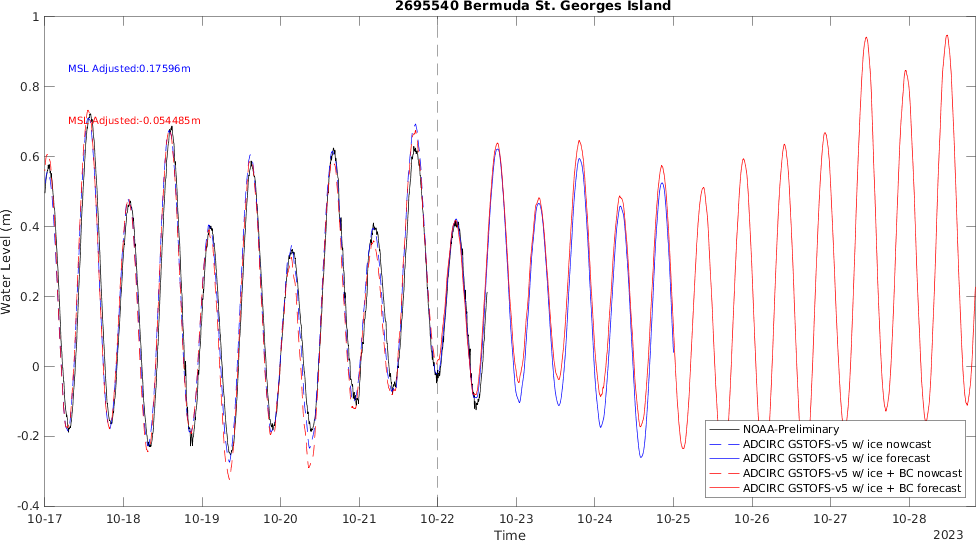 2695540 Bermuda St. Georges Island
MSL Adjusted:0.17596m
MSL Adjusted:-0.054485m
Water Level (m)
1
0.8
0.6
0.4
0.2
0
-0.2
-0.4
NOAA-Preliminary
ADCIRC GSTOFS-v5 w/ ice nowcast
ADCIRC GSTOFS-v5 w/ ice forecast
ADCIRC GSTOFS-v5 w/ ice + BC nowcast
ADCIRC GSTOFS-v5 w/ ice + BC forecast
10-17 10-18 10-19 10-20 10-21 10-22 10-23 10-24 10-25 10-26 10-27 10-28
Time
2023